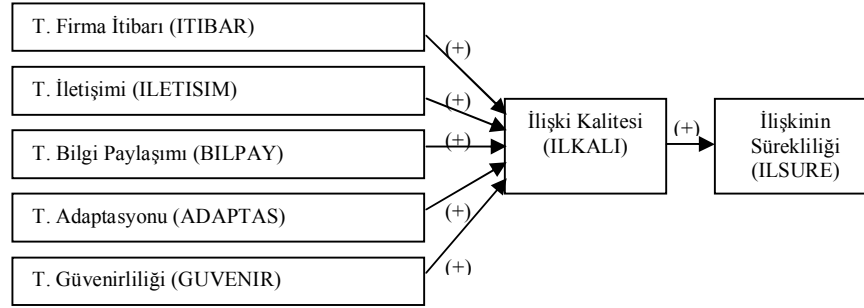 T. Firma İtibarı (ITIBAR)
(+)
T. İletişimi (ILETISIM)
(+)
T. Bilgi Paylaşımı (BILPAY)
(+)
T. Adaptasyonu (ADAPTAS)
(+)
T. Güvenirliliği (GUVENIR)
(+)
İlişki Kalitesi
(ILKALI)
(+)
İlişkinin
Sürekliliği
(ILSURE)